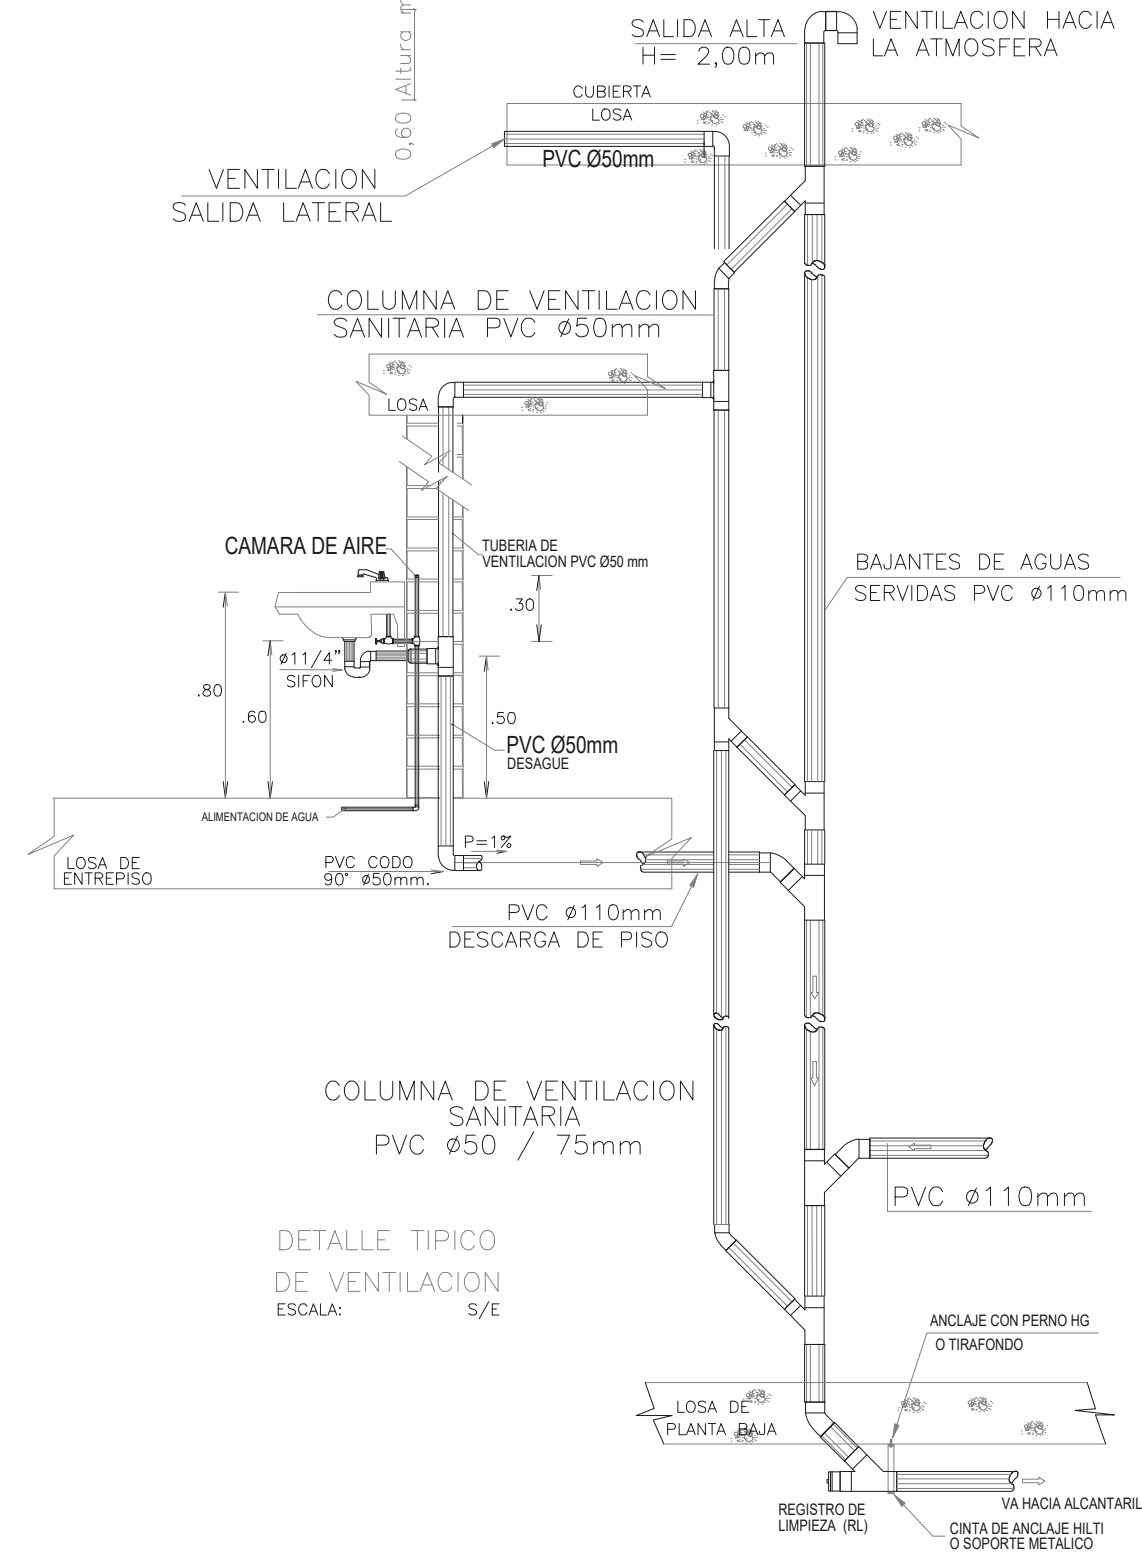 0,60 Altura m
SALIDA ALTA
H= 2,00m
VENTILACION HACIA
LA ATMOSFERA
CUBIERTA
LOSA
PVC Ø50mm
VENTILACION
SALIDA LATERAL
COLUMNA DE VENTILACION
SANITARIA PVC Ø50mm
LOSA
CAMARA DE AIRE
TUBERIA DE
VENTILACION PVC Ø50 mm
.30
BAJANTES DE AGUAS
SERVIDAS PVC Ø110mm
Ø11/4"
SIFON
.80
.60
.50
PVC Ø50mm
DESAGUE
ALIMENTACION DE AGUA
P=1%
LOSA DE
ENTREPISO
PVC CODO
90° Ø50mm.
PVC Ø110mm
DESCARGA DE PISO
COLUMNA DE VENTILACION
SANITARIA
PVC Ø50 / 75mm
PVC Ø110mm
DETALLE TIPICO
DE VENTILACION
ESCALA: S/E
ANCLAJE CON PERNO HG
O TIRAFONDO
LOSA DE
PLANTA BAJA
REGISTRO DE
LIMPIEZA (RL)
VA HACIA ALCANTARIL
CINTA DE ANCLAJE HILTI
O SOPORTE METALICO